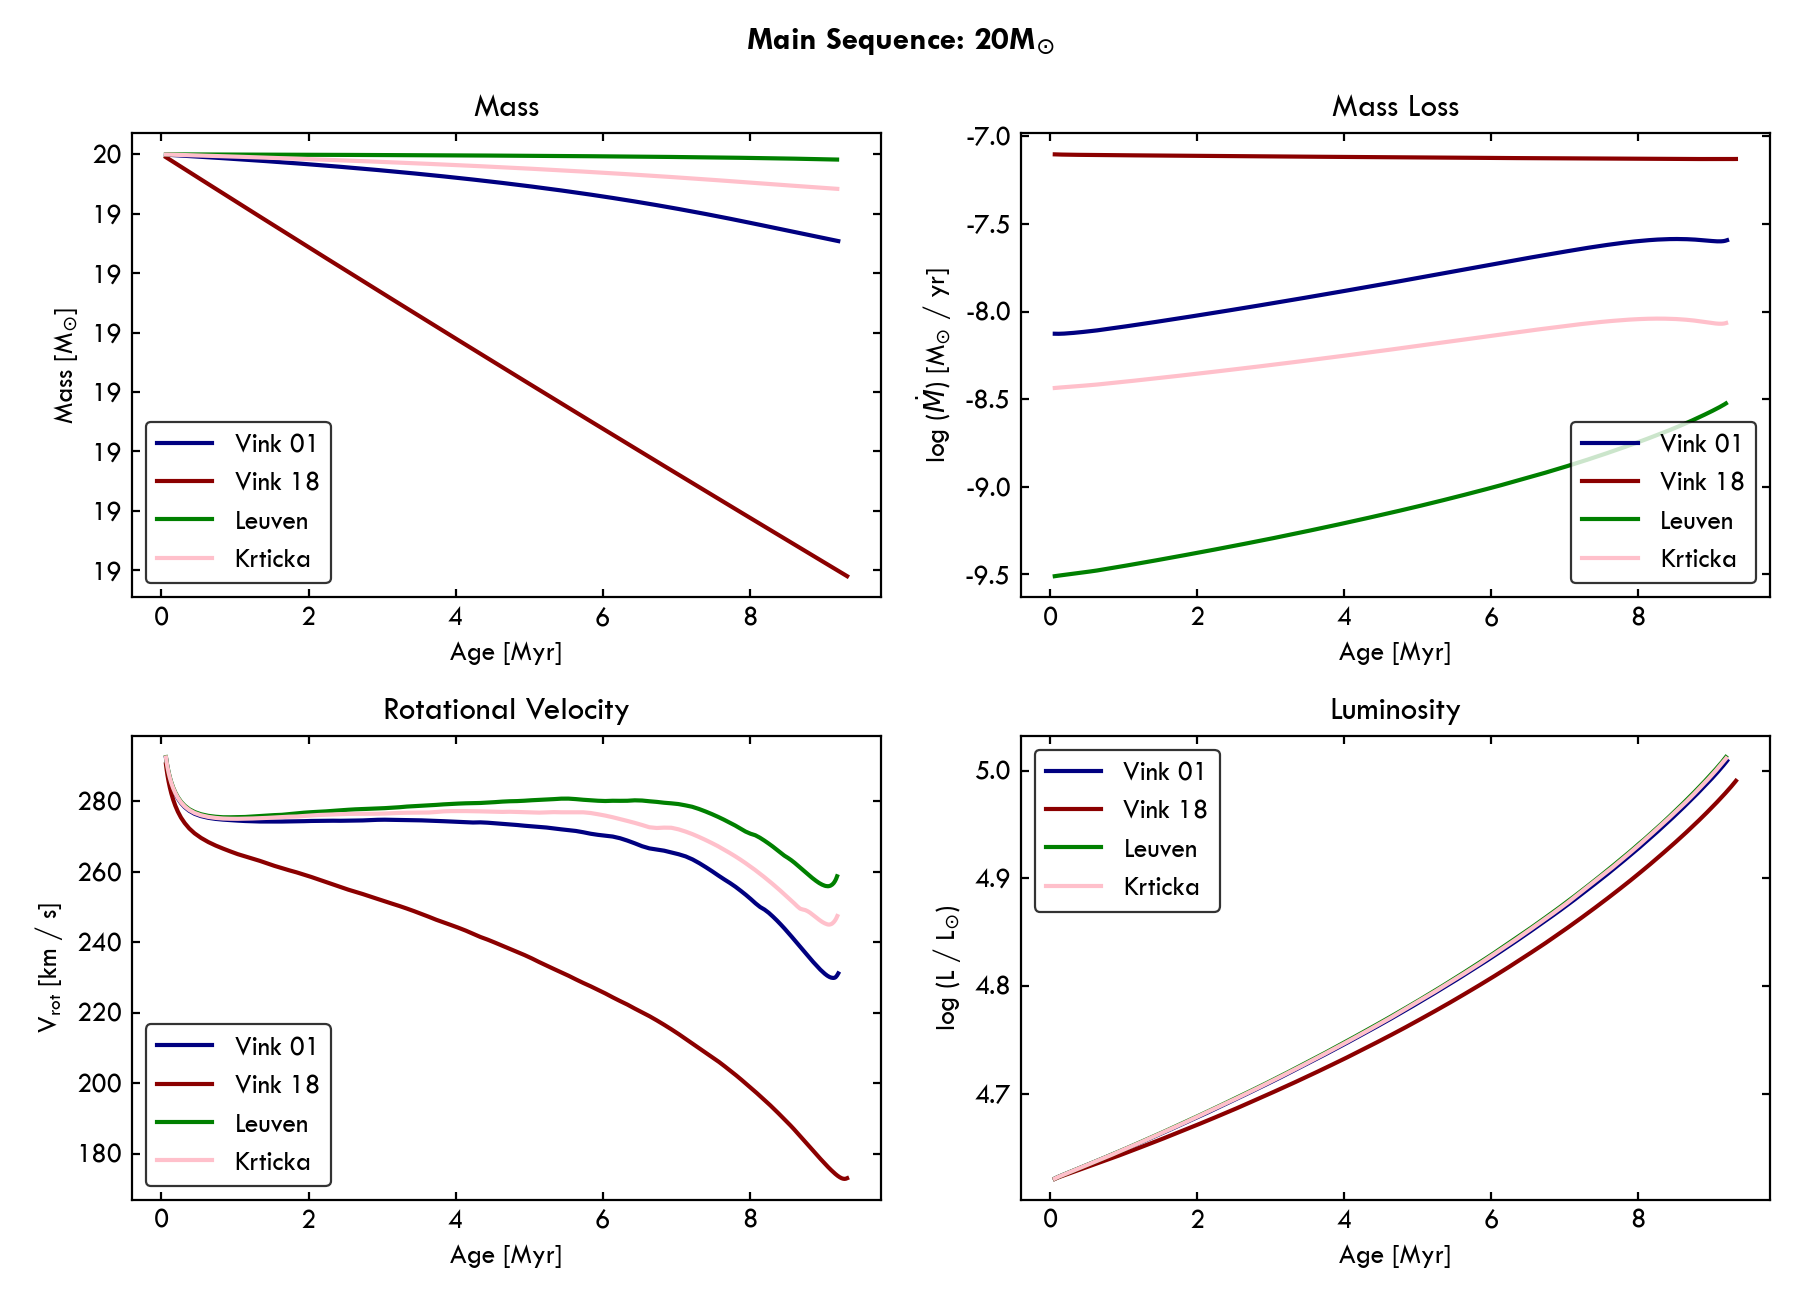 Main Sequence: 20M⊙
Mass
Mass [M⊙]
20
19
19
19
19
19
19
19
0 2 4 6 8
Age [Myr]
Vink 01
Vink 18
Leuven
Krticka
Mass Loss
log (Ṁ) [M⊙ / yr]
-7.0
-7.5
-8.0
-8.5
-9.0
-9.5
0 2 4 6 8
Age [Myr]
Vink 01
Vink 18
Leuven
Krticka
Rotational Velocity
Vrot [km / s]
280
260
240
220
200
180
0 2 4 6 8
Age [Myr]
Vink 01
Vink 18
Leuven
Krticka
Luminosity
log (L / L⊙)
5.0
4.9
4.8
4.7
0 2 4 6 8
Age [Myr]
Vink 01
Vink 18
Leuven
Krticka